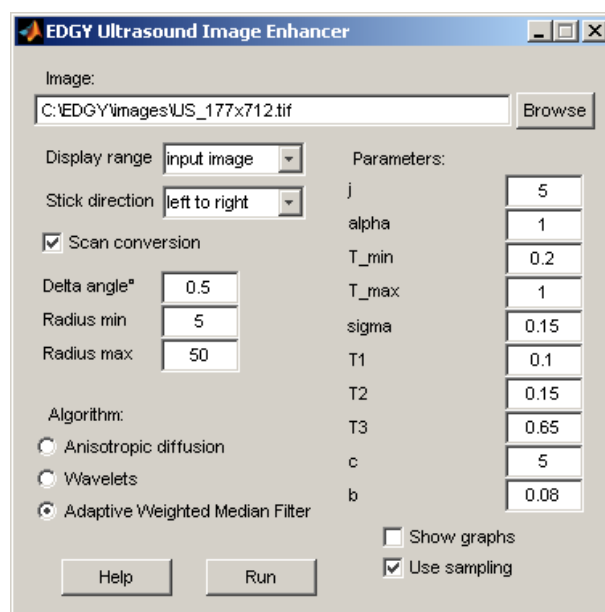 EDGY Ultrasound Image Enhancer
Image:
C:\EDGY\images\US_177x712.tif
Browse
Display range input image
Stick direction left to right
Scan conversion
Delta angle° 0.5
Radius min 5
Radius max 50
Algorithm:
Anisotropic diffusion
Wavelets
Adaptive Weighted Median Filter
Help Run
Parameters:
j 5
alpha 1
T_min 0.2
T_max 1
sigma 0.15
T1 0.1
T2 0.15
T3 0.65
c 5
b 0.08
Show graphs
Use sampling